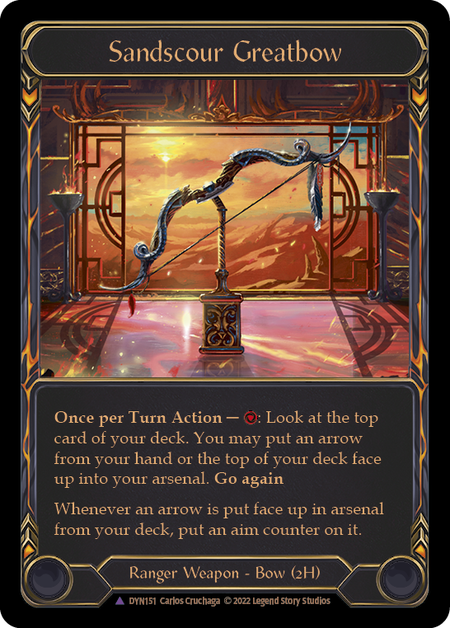 Sandscour Greatbow
Once per Turn Action — : Look at the top
card of your deck. You may put an arrow
from your hand or the top of your deck face
up into your arsenal. Go again
Whenever an arrow is put face up in arsenal
from your deck, put an aim counter on it.
Ranger Weapon - Bow (2H)
DYN151 Carlos Cruchaga © 2022 Legend Story Studios